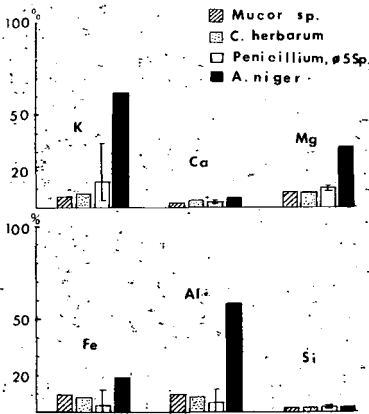 %
100
Mucor sp.
C. herbarum
Penicillium, ø5Sp.
A. niger
50
K
Ca
Mg
20
%
100
Al
50
Fe
Si
20